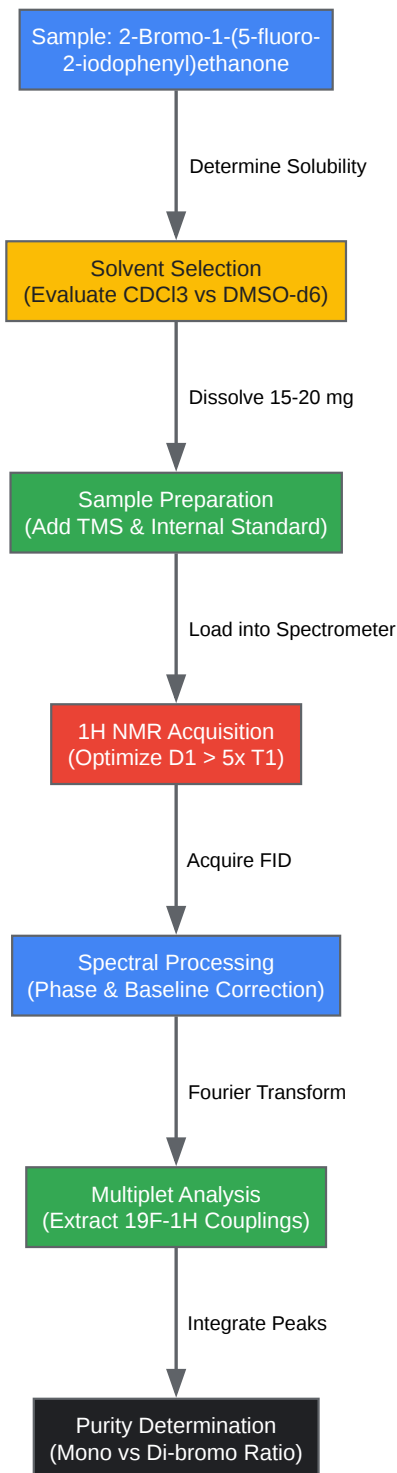 Sample: 2-Bromo-1-(5-fluoro-
2-iodophenyl)ethanone
Determine Solubility
Solvent Selection
(Evaluate CDCl3 vs DMSO-d6)
Dissolve 15-20 mg
Sample Preparation
(Add TMS & Internal Standard)
Load into Spectrometer
1H NMR Acquisition
(Optimize D1 > 5x T1)
Acquire FID
Spectral Processing
(Phase & Baseline Correction)
Fourier Transform
Multiplet Analysis
(Extract 19F-1H Couplings)
Integrate Peaks
Purity Determination
(Mono vs Di-bromo Ratio)